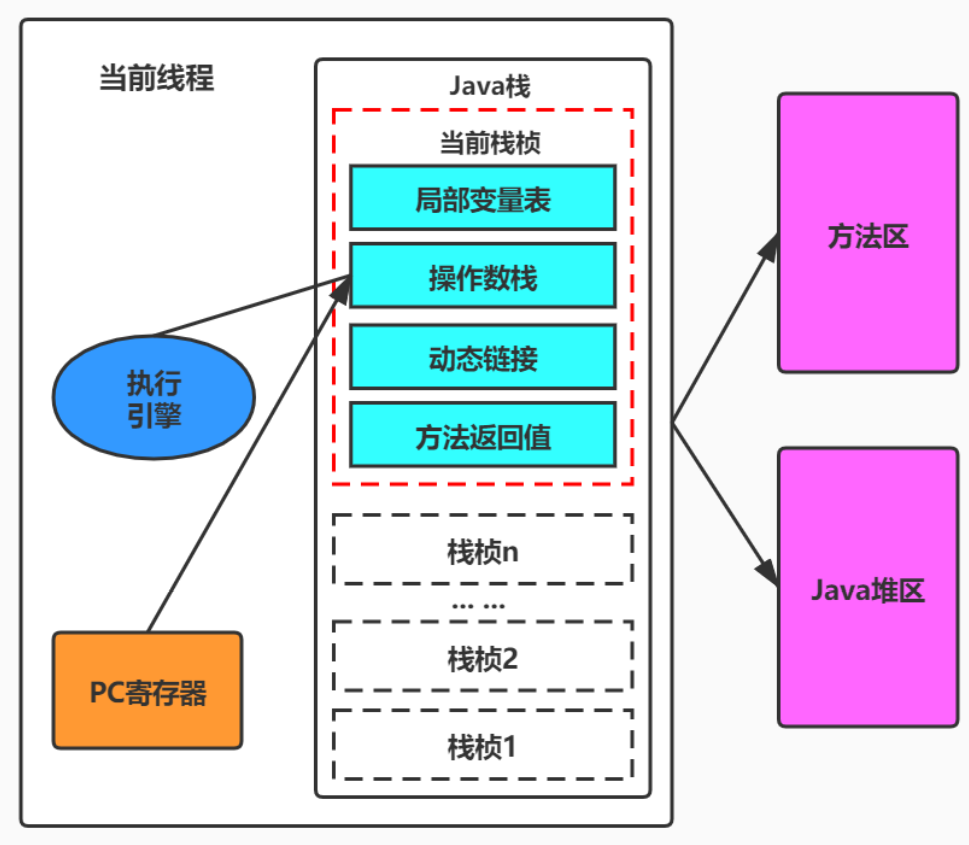 当前线程
Java栈
当前栈桢
局部变量表
操作数栈
动态链接
方法返回值
执行
引擎
PC寄存器
栈桢n
... ...
栈桢2
栈桢1
方法区
Java堆区